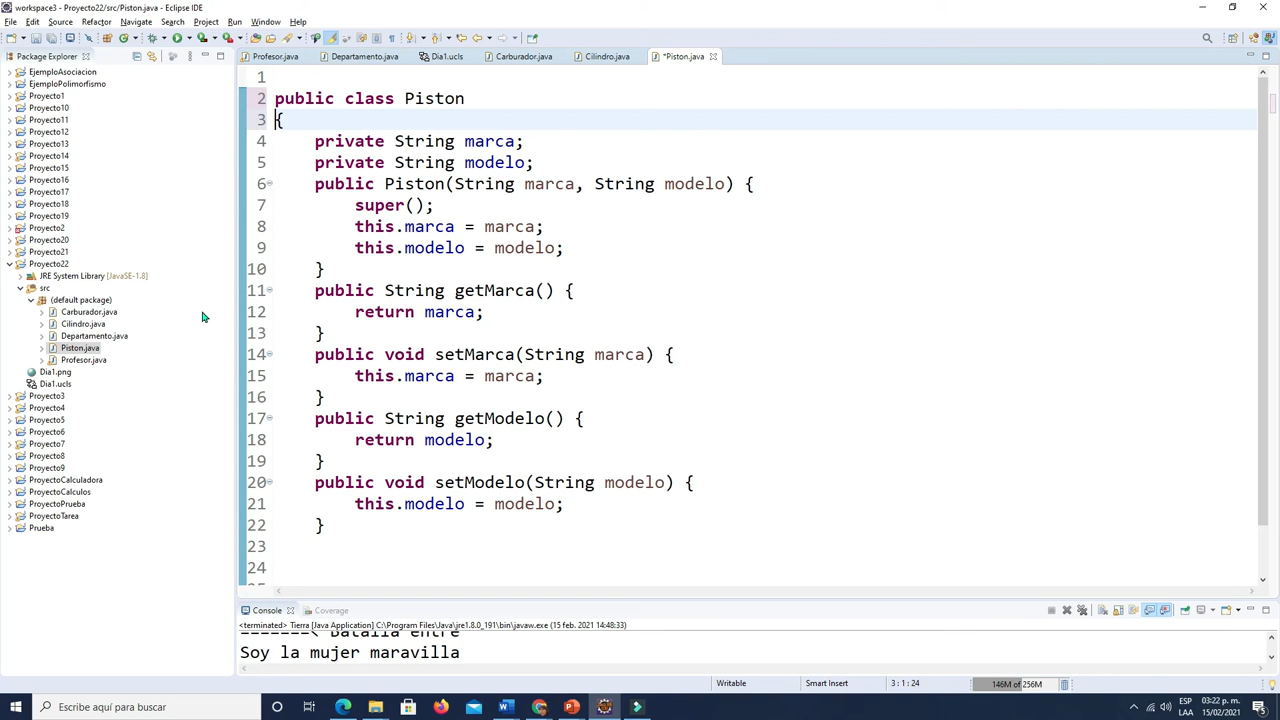 workspace3 - Proyecto22/src/Piston.java - Eclipse IDE
File Edit Source Refactor Navigate Search Project Run Window Help
Package Explorer
Profesor.java Departamento.java Dia1.ucls Carburador.java Cilindro.java *Piston.java
EjemploAsociacion
EjemploPolimorfismo
Proyecto1
Proyecto10
Proyecto11
Proyecto12
Proyecto13
Proyecto14
Proyecto15
Proyecto16
Proyecto17
Proyecto18
Proyecto19
Proyecto2
Proyecto20
Proyecto21
Proyecto22
JRE System Library [JavaSE-1.8]
src
(default package)
Carburador.java
Cilindro.java
Departamento.java
Piston.java
Profesor.java
Dia1.png
Dia1.ucls
Proyecto3
Proyecto4
Proyecto5
Proyecto6
Proyecto7
Proyecto8
Proyecto9
ProyectoCalculadora
ProyectoCalculos
ProyectoPrueba
ProyectoTarea
Prueba
1
2 public class Piston
3 {
4 private String marca;
5 private String modelo;
6 public Piston(String marca, String modelo) {
7 super();
8 this.marca = marca;
9 this.modelo = modelo;
10 }
11 public String getMarca() {
12 return marca;
13 }
14 public void setMarca(String marca) {
15 this.marca = marca;
16 }
17 public String getModelo() {
18 return modelo;
19 }
20 public void setModelo(String modelo) {
21 this.modelo = modelo;
22 }
23
24
25
Console Coverage
<terminated> Tierra [Java Application] C:\Program Files\Java\jre1.8.0_191\bin\javaw.exe (15 feb. 2021 14:48:33)
=======< Batalla entre
Soy la mujer maravilla
Writable Smart Insert 3 : 1 : 24 146M of 256M
Escribe aquí para buscar
ESP 03:22 p. m.
LAA 15/02/2021